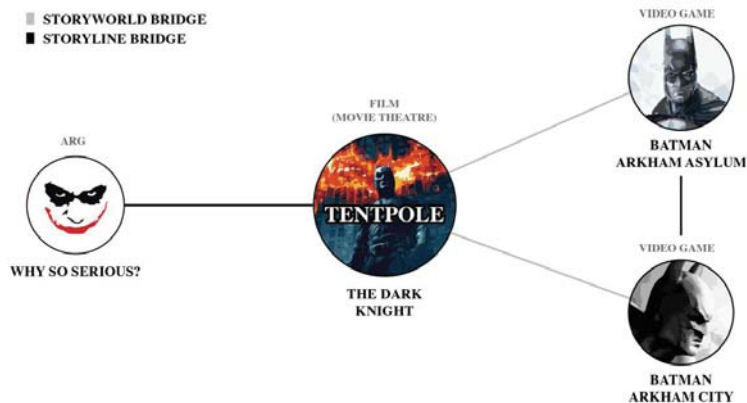 STORYWORLD BRIDGE
STORYLINE BRIDGE
VIDEO GAME
FILM
(MOVIE THEATRE)
ARG
TENTPOLE
BATMAN
ARKHAM ASYLUM
WHY SO SERIOUS?
THE DARK
KNIGHT
VIDEO GAME
BATMAN
ARKHAM CITY